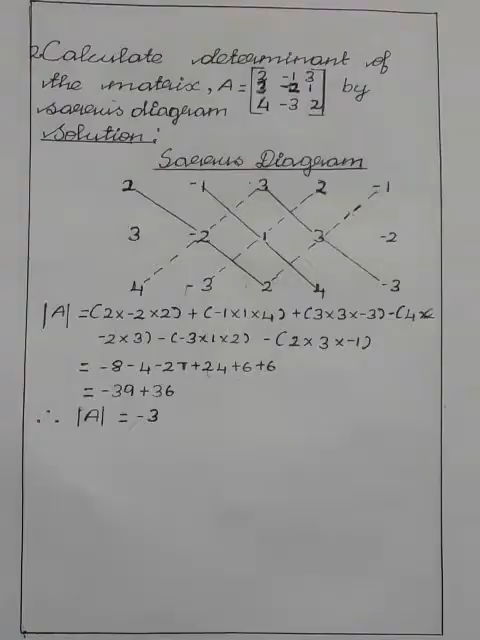 2.Calculate determinant of
the matrix, A = [2 -1 3
3 -2 1
4 -3 2] by
sarrus diagram
Solution:
Sarrus Diagram
2 -1 3 2 -1
3 -2 1 3 -2
4 -3 2 4 -3
|A| = (2×-2×2) + (-1×1×4) + (3×3×-3) - (4×
-2×3) - (-3×1×2) - (2×3×-1)
= -8-4-27+24+6+6
= -39+36
∴ |A| = -3